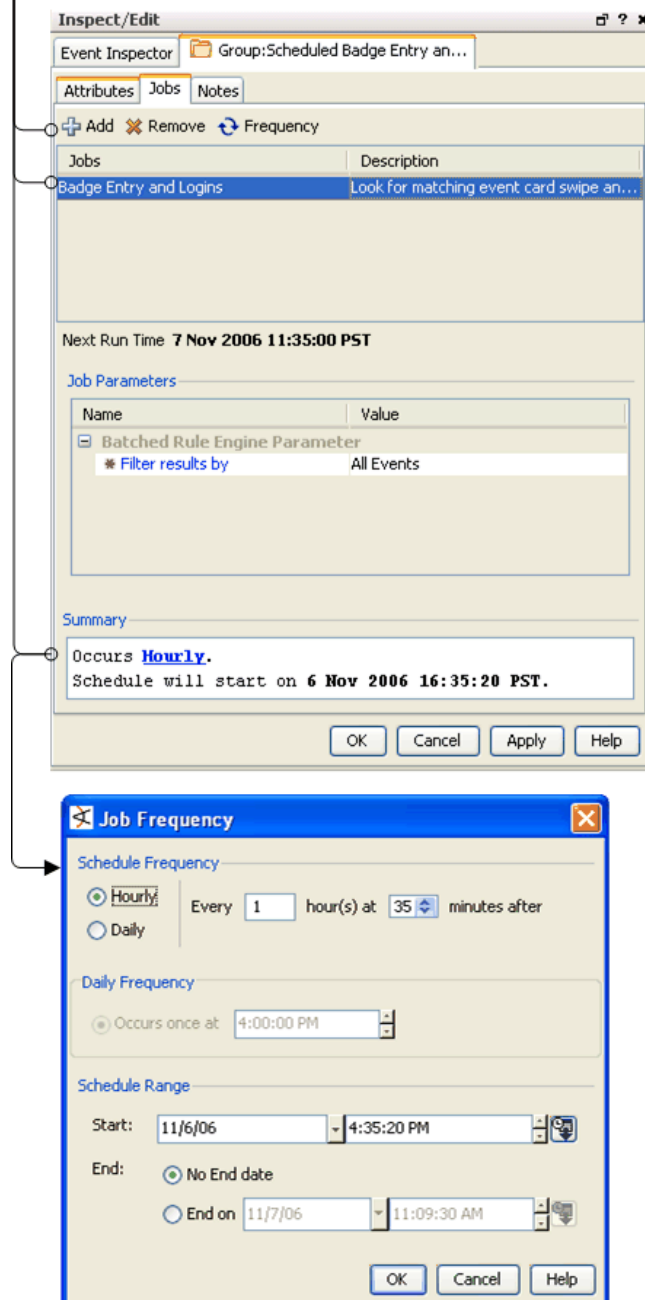 Inspect/Edit
Event Inspector Group:Scheduled Badge Entry an...
Attributes Jobs Notes
Add Remove Frequency
Jobs Description
Badge Entry and Logins Look for matching event card swipe an...
Next Run Time 7 Nov 2006 11:35:00 PST
Job Parameters
Name Value
Batched Rule Engine Parameter
Filter results by All Events
Summary
Occurs Hourly.
Schedule will start on 6 Nov 2006 16:35:20 PST.
OK Cancel Apply Help
Job Frequency
Schedule Frequency
Hourly Every 1 hour(s) at 35 minutes after
Daily
Daily Frequency
Occurs once at 4:00:00 PM
Schedule Range
Start: 11/6/06 4:35:20 PM
End: No End date
End on 11/7/06 11:09:30 AM
OK Cancel Help